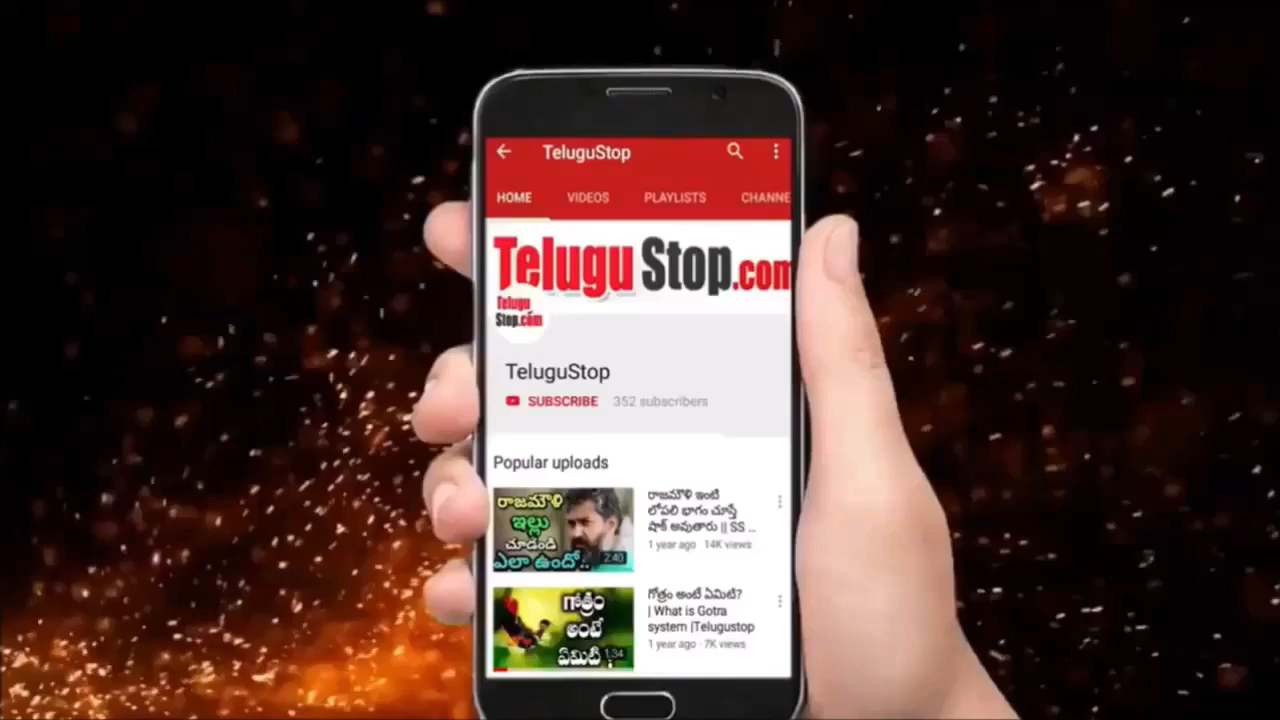 TeluguStop
HOME VIDEOS PLAYLISTS CHANNE
Telugu Stop.com
Telugu
Stop.com
TeluguStop
SUBSCRIBE 352 subscribers
Popular uploads
రాజమౌళి
ఇల్లు
చూడండి
ఎలా ఉందో..
2:40
రాజమౌళి ఇంటి
లోపలి భాగం చూస్తే
షాక్ అవుతారు || SS ...
1 year ago · 14K views
గోత్రం
అంటే
ఏమిటి ?
1:34
గోత్రం అంటే ఏమిటి?
| What is Gotra
system |Telugustop
1 year ago · 7K views